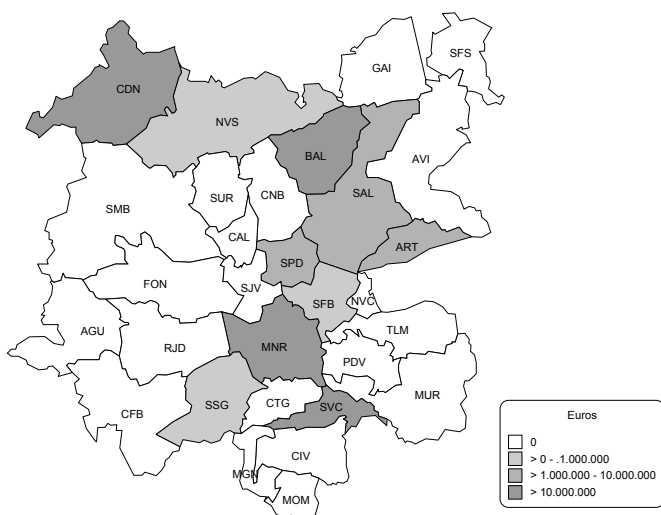 SFS
GAI
CDN
NVS
BAL
AVI
SAL
SUR
CNB
SMB
CAL
ART
SPD
FON
SJV
SFB
NVC
AGU
RJD
MNR
TLM
PDV
MUR
SSG
CTG
SVC
CFB
CIV
MGN
MOM
Euros
0
> 0 - .1.000.000
> 1.000.000 - 10.000.000
> 10.000.000